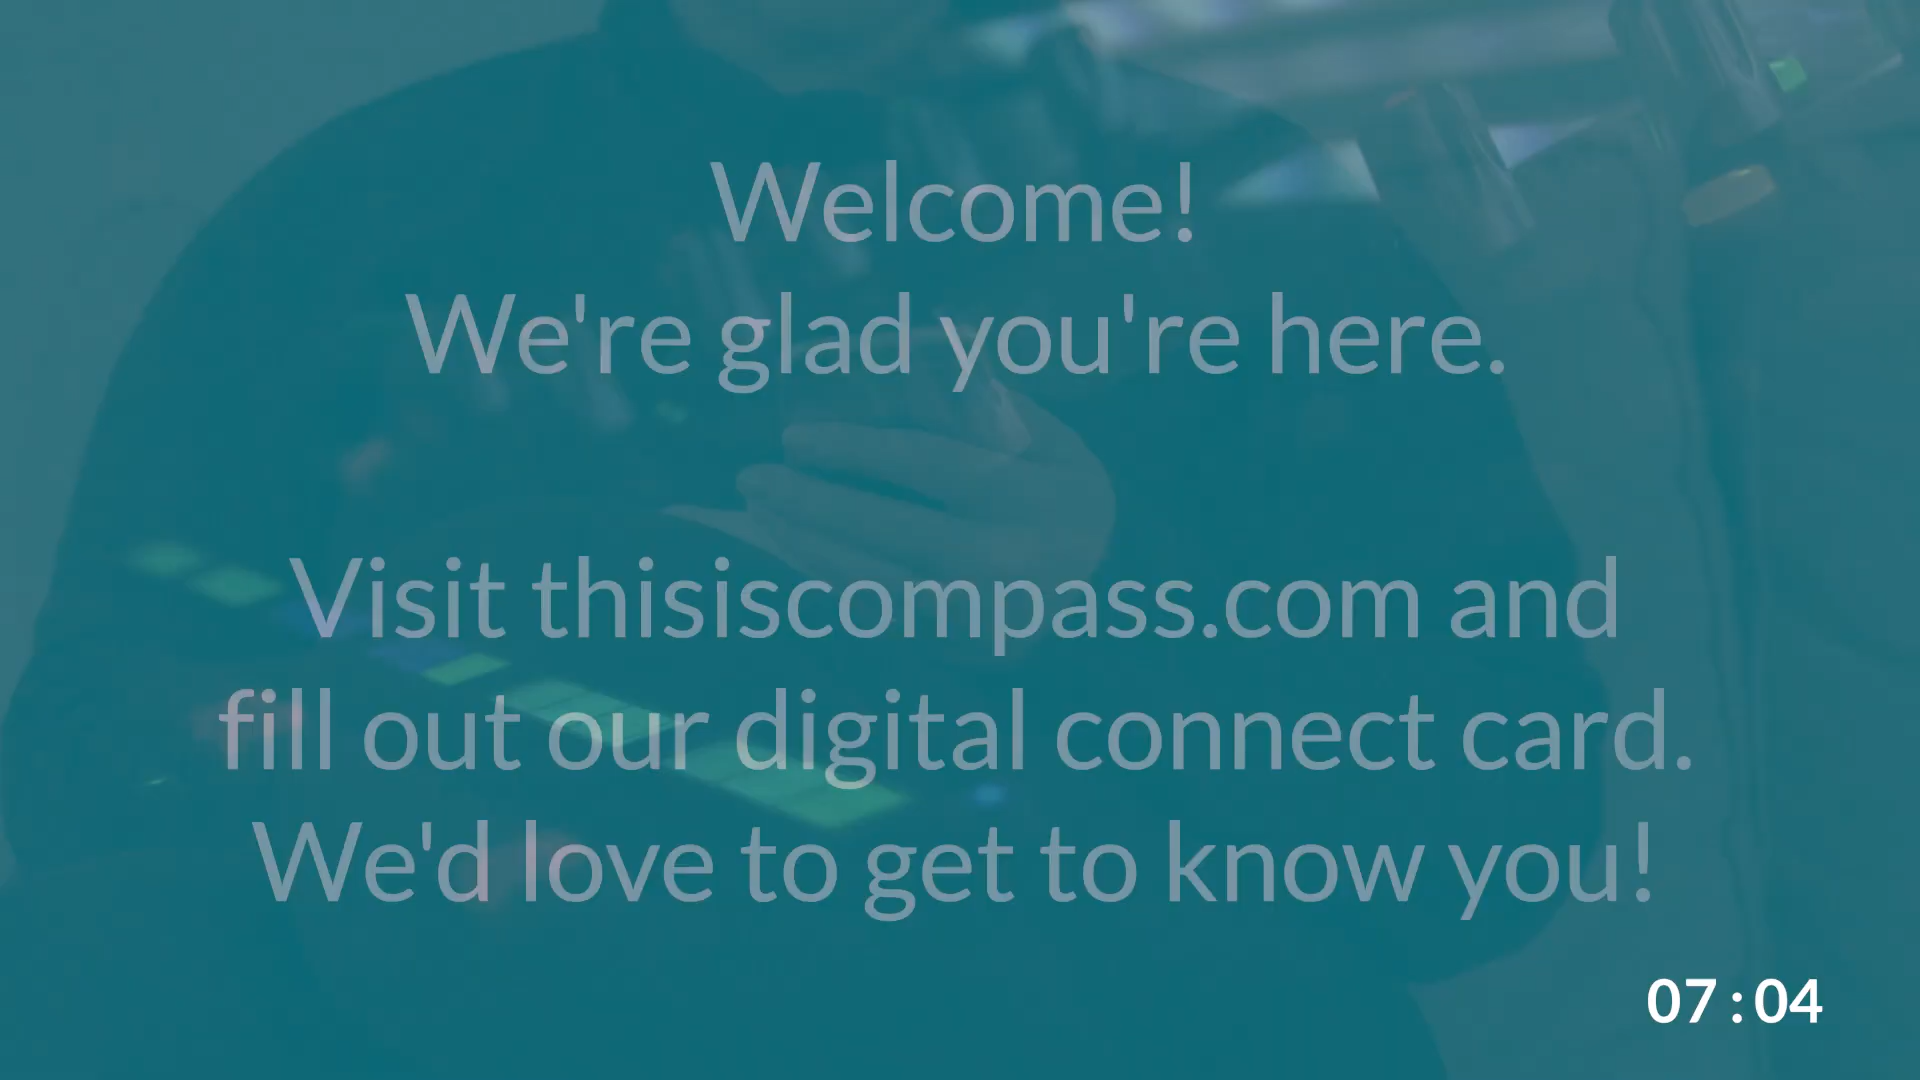 Welcome!
We're glad you're here.
Visit thisiscompass.com and
fill out our digital connect card.
We'd love to get to know you!
07:04